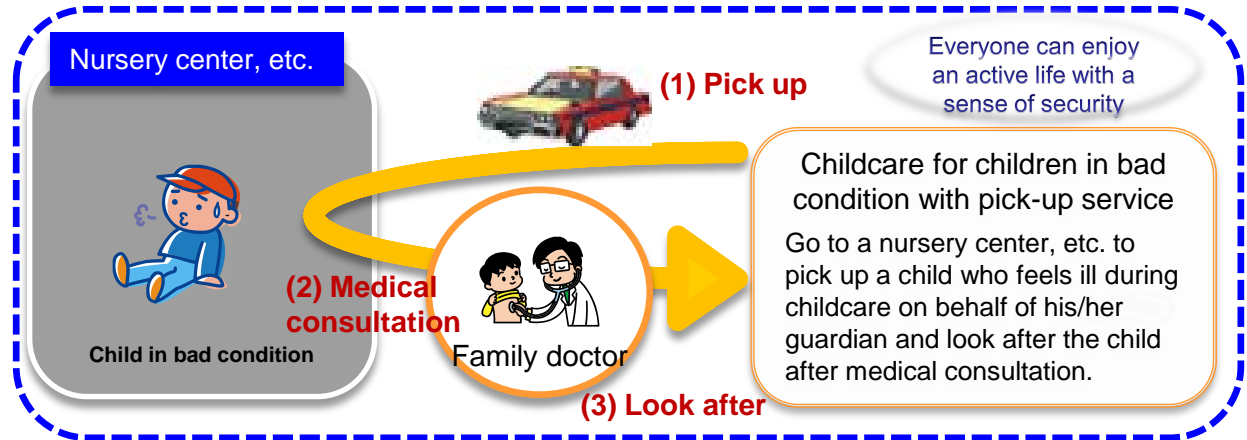 Nursery center, etc.
Child in bad condition
(1) Pick up
(2) Medical
consultation
Family doctor
(3) Look after
Everyone can enjoy
an active life with a
sense of security
Childcare for children in bad
condition with pick-up service
Go to a nursery center, etc. to
pick up a child who feels ill during
childcare on behalf of his/her
guardian and look after the child
after medical consultation.